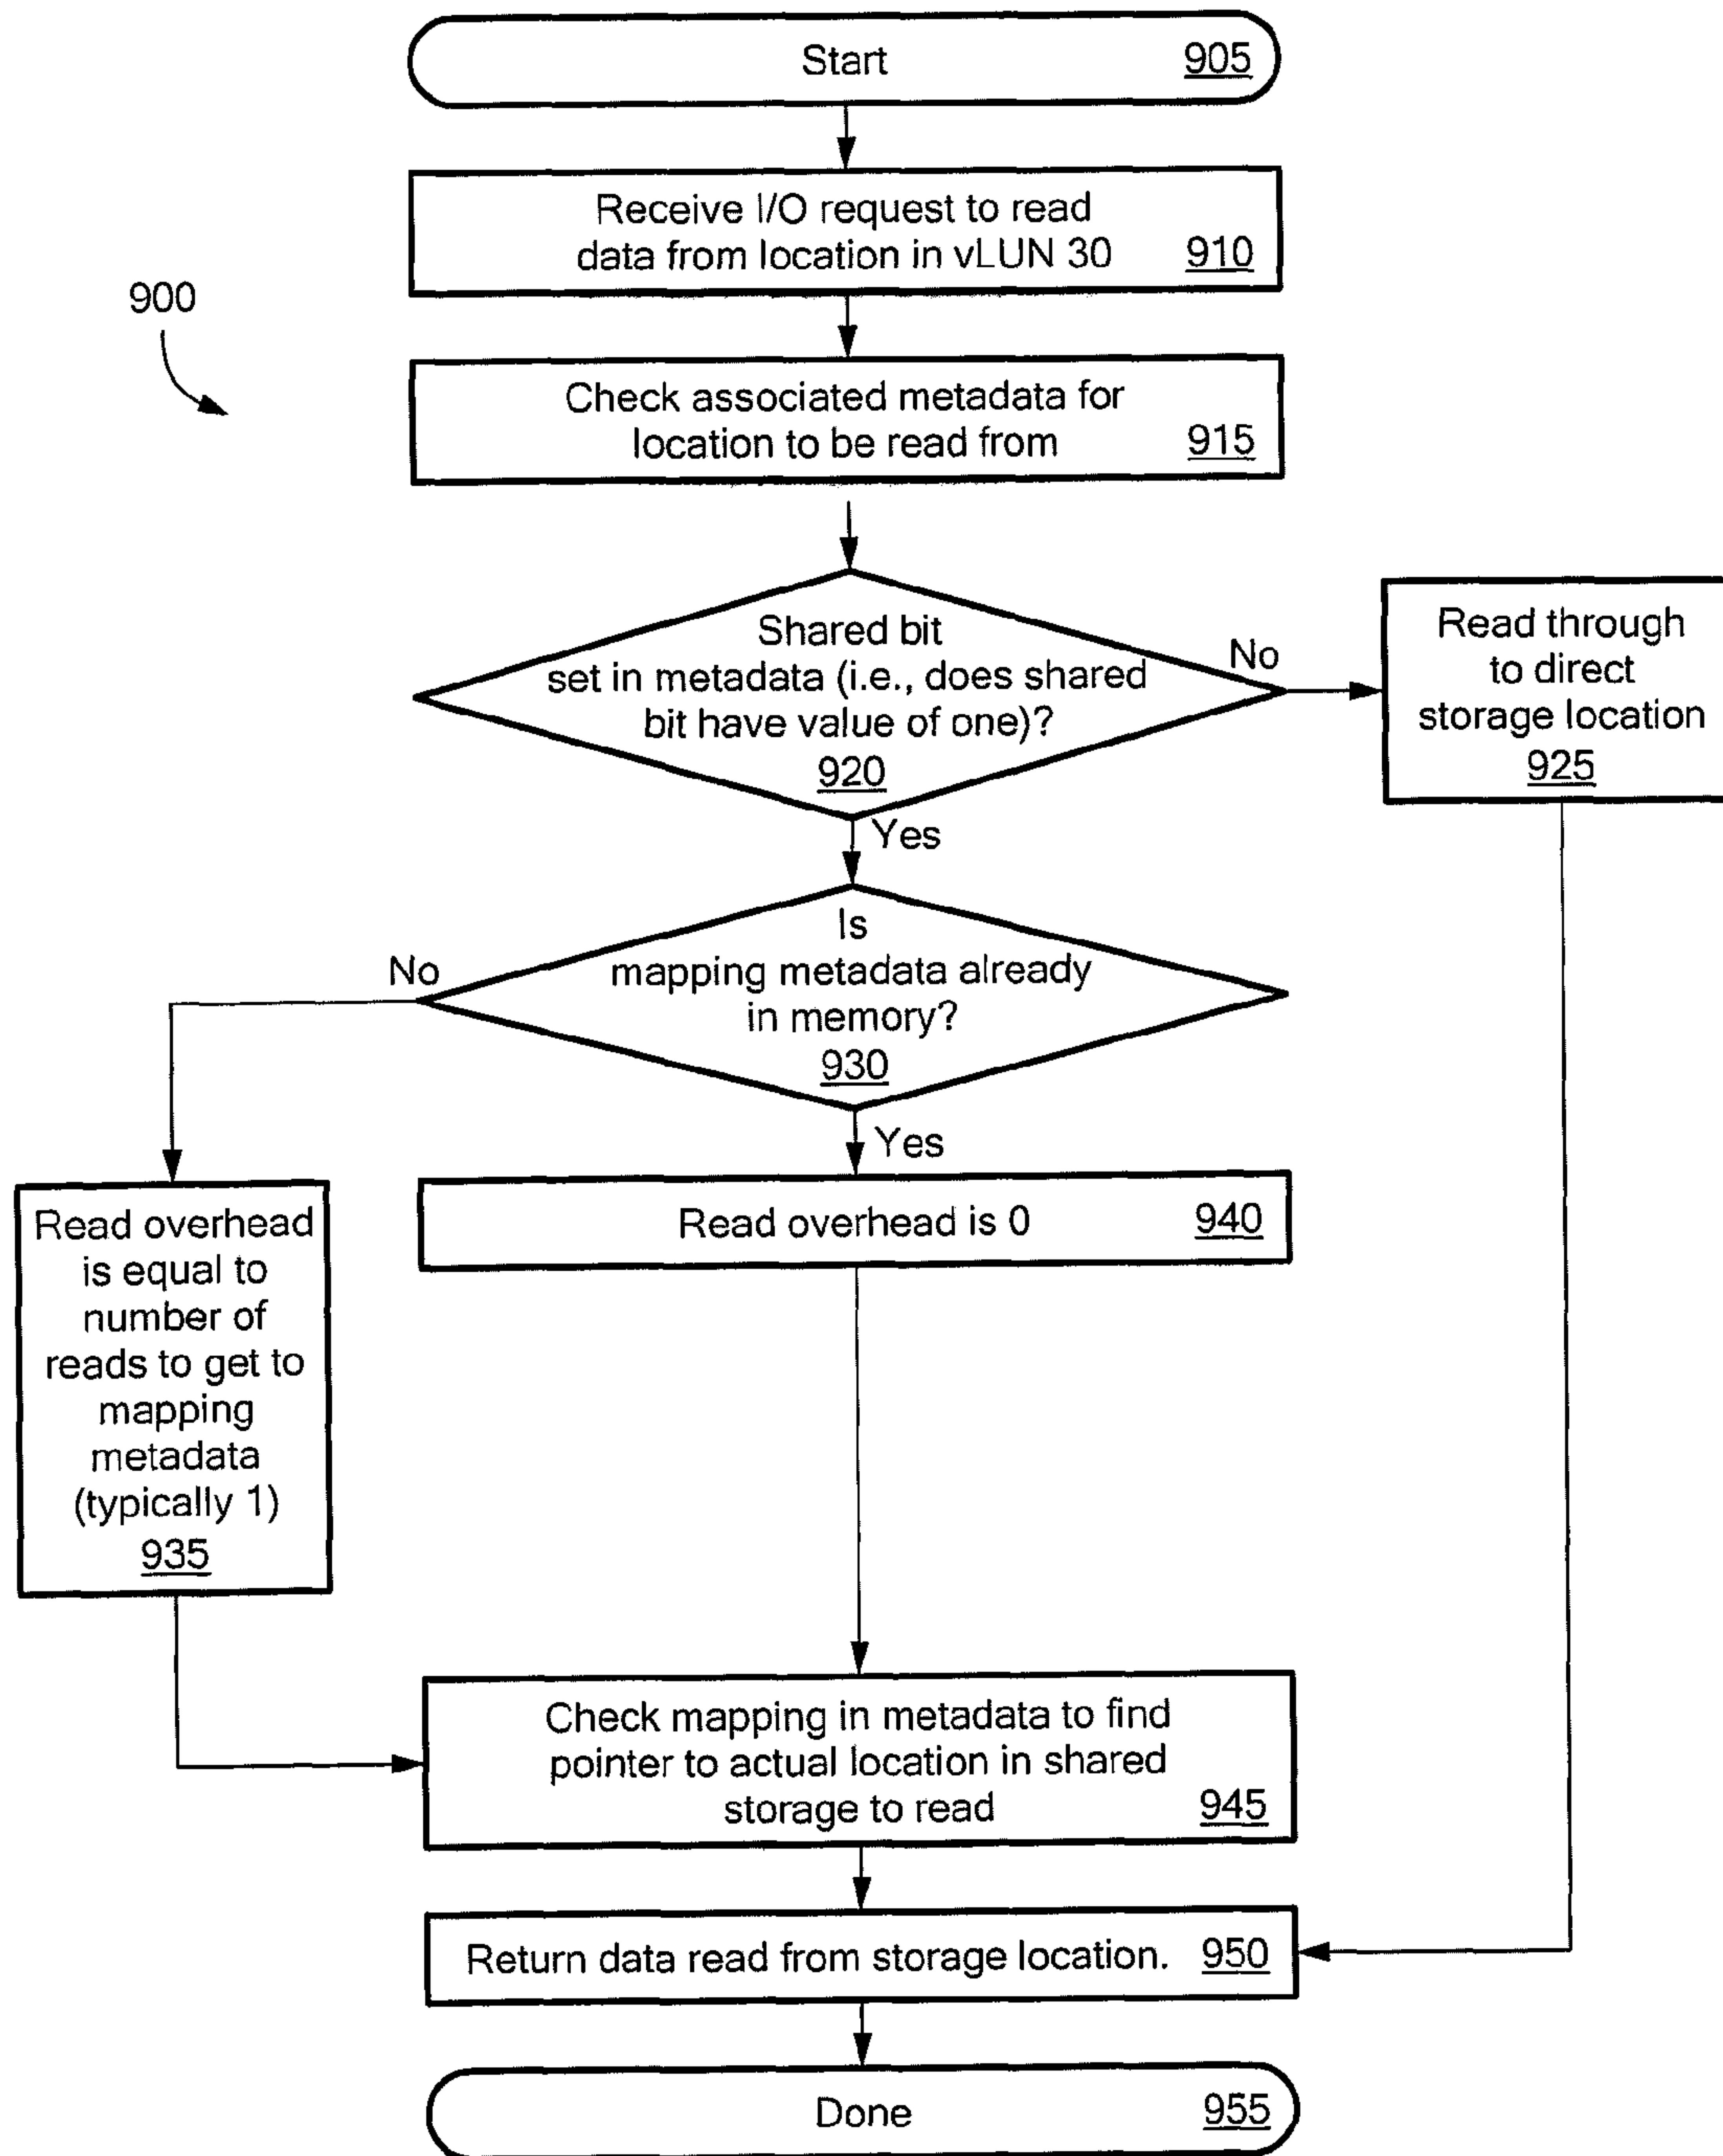 Start 905
Receive I/O request to read
data from location in vLUN 30 910
900
Check associated metadata for
location to be read from 915
Shared bit
set in metadata (i.e., does shared
bit have value of one)?
920
No
Read through
to direct
storage location
925
Yes
Is
mapping metadata already
in memory?
930
No
Yes
Read overhead
is equal to
number of
reads to get to
mapping
metadata
(typically 1)
935
Read overhead is 0 940
Check mapping in metadata to find
pointer to actual location in shared
storage to read 945
Return data read from storage location. 950
Done 955